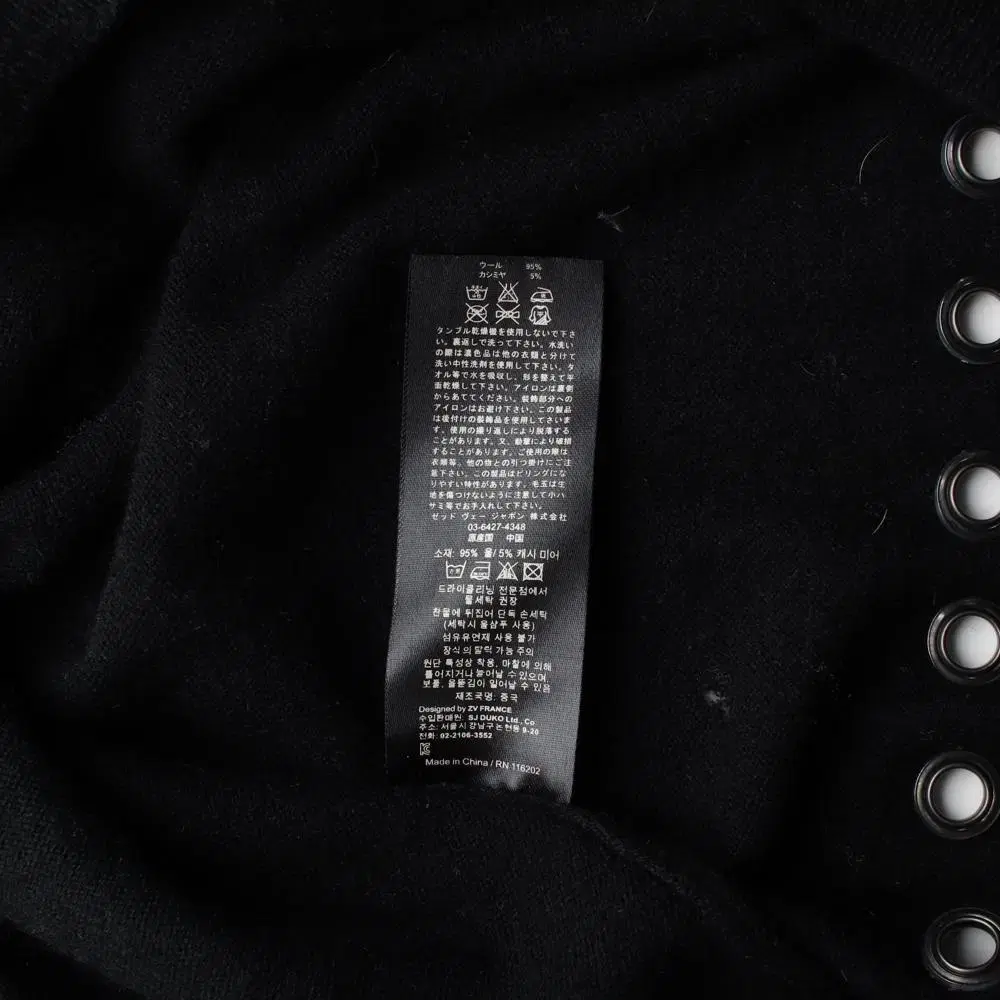 ウール 95%
カシミヤ 5%
タンブル乾燥機を使用しないで下さ
い。裏返しで洗って下さい。水洗い
の際は濃色品は他の衣類と分けて
洗い中性洗剤を使用して下さい。タ
オル等で水を吸収し、形を整えて平
面乾燥して下さい。アイロンは裏側
からあててください。装飾部分への
アイロンはお避け下さい。この製品
は後付けの装飾品を使用していま
す。使用の繰り返しにより脱落する
ことがあります。又、衝撃により破損
することがあります。ご使用の際は
衣類等、他の物との引っ掛けにご注
意下さい。この製品はピリングにな
りやすい特性があります。毛玉は生
地を傷つけないように注意して小ハ
サミ等でお手入れして下さい。
ゼッド ヴェー ジャポン 株式会社
03-6427-4348
原産国 中国
소재: 95% 울/ 5% 캐시 미어
드라이클리닝 전문점에서
물세탁 권장
찬물에 뒤집어 단독 손세탁
(세탁시 울샴푸 사용)
섬유유연제 사용 불가
장식의 탈락 가능 주의
원단 특성상 착용, 마찰에 의해
틀어지거나 늘어날 수 있으며,
보풀, 올뜯김이 일어날 수 있음
제조국명: 중국
Designed by ZV FRANCE
수입판매원: SJ DUKO Ltd., Co
주소: 서울시 강남구논현동 9-20
전화: 02-2106-3552
Made in China / RN 116202